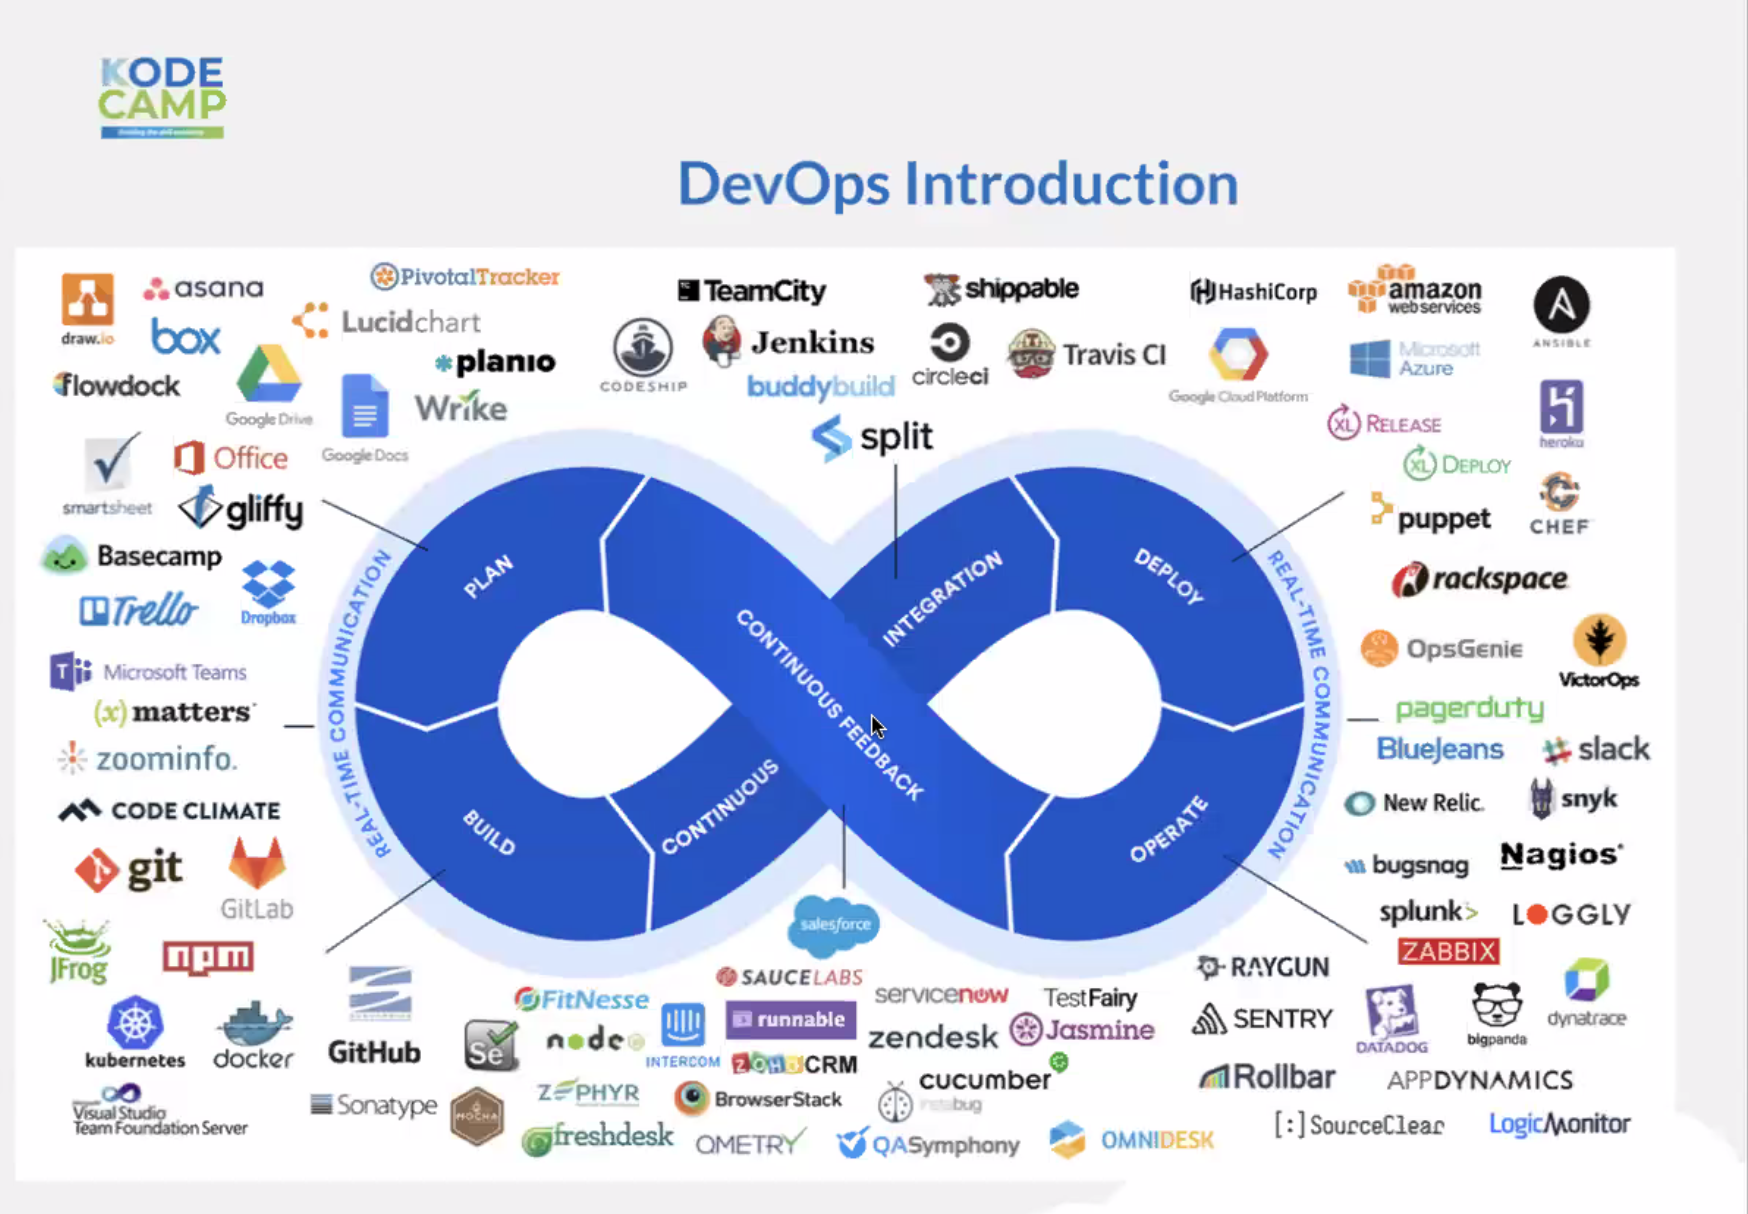 KODE
CAMP
DevOps Introduction
draw.io
asana
PivotalTracker
box
Lucidchart
planio
flowdock
Google Drive
Wrike
Google Docs
smartsheet
Office
gliffy
Basecamp
Trello
Dropbox
Microsoft Teams
(x) matters
zoominfo.
CODE CLIMATE
git
GitLab
JFrog
npm
kubernetes
docker
GitHub
Visual Studio
Team Foundation Server
Sonatype
TeamCity
shippable
CODESHIP
Jenkins
circleci
Travis CI
buddybuild
split
HashiCorp
amazon
webservices
ANSIBLE
Google Cloud Platform
Microsoft
Azure
XL RELEASE
heroku
XL DEPLOY
puppet
CHEF
rackspace
OpsGenie
VictorOps
pagerduty
BlueJeans
slack
New Relic.
snyk
bugsnag
Nagios
splunk>
LOGGLY
ZABBIX
RAYGUN
SENTRY
DATADOG
bigpanda
dynatrace
Rollbar
APPDYNAMICS
[:]SourceClear
LogicMonitor
PLAN
BUILD
CONTINUOUS
INTEGRATION
CONTINUOUS FEEDBACK
DEPLOY
OPERATE
REAL-TIME COMMUNICATION
REAL-TIME COMMUNICATION
salesforce
SAUCELABS
FitNesse
servicenow
TestFairy
runnable
Se
node
INTERCOM
ZOHO CRM
zendesk
Jasmine
cucumber
ZEPHYR
BrowserStack
instabug
MOCHA
freshdesk
QMETRY
QASymphony
OMNIDESK